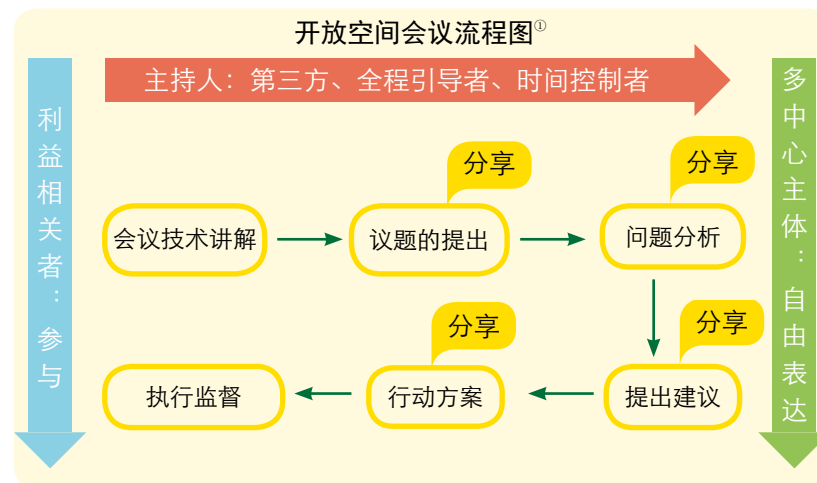 开放空间会议流程图①
主持人：第三方、全程引导者、时间控制者
利益相关者：参与
多中心主体：自由表达
分享
分享
会议技术讲解
议题的提出
问题分析
分享
分享
执行监督
行动方案
提出建议